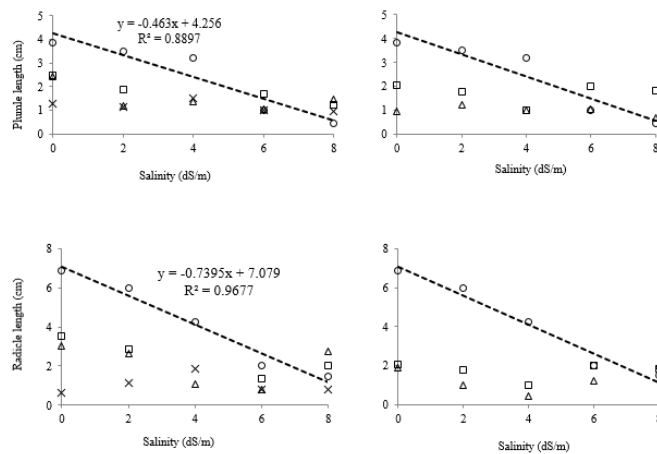 y = -0.463x + 4.256
R² = 0.8897
Plumle length (cm)
5
4
3
2
1
0
0 2 4 6 8
Salinity (dS/m)
5
4
3
2
1
0
0 2 4 6 8
Salinity (dS/m)
y = -0.7395x + 7.079
R² = 0.9677
Radicle length (cm)
8
6
4
2
0
0 2 4 6 8
Salinity (dS/m)
8
6
4
2
0
0 2 4 6 8
Salinity (dS/m)